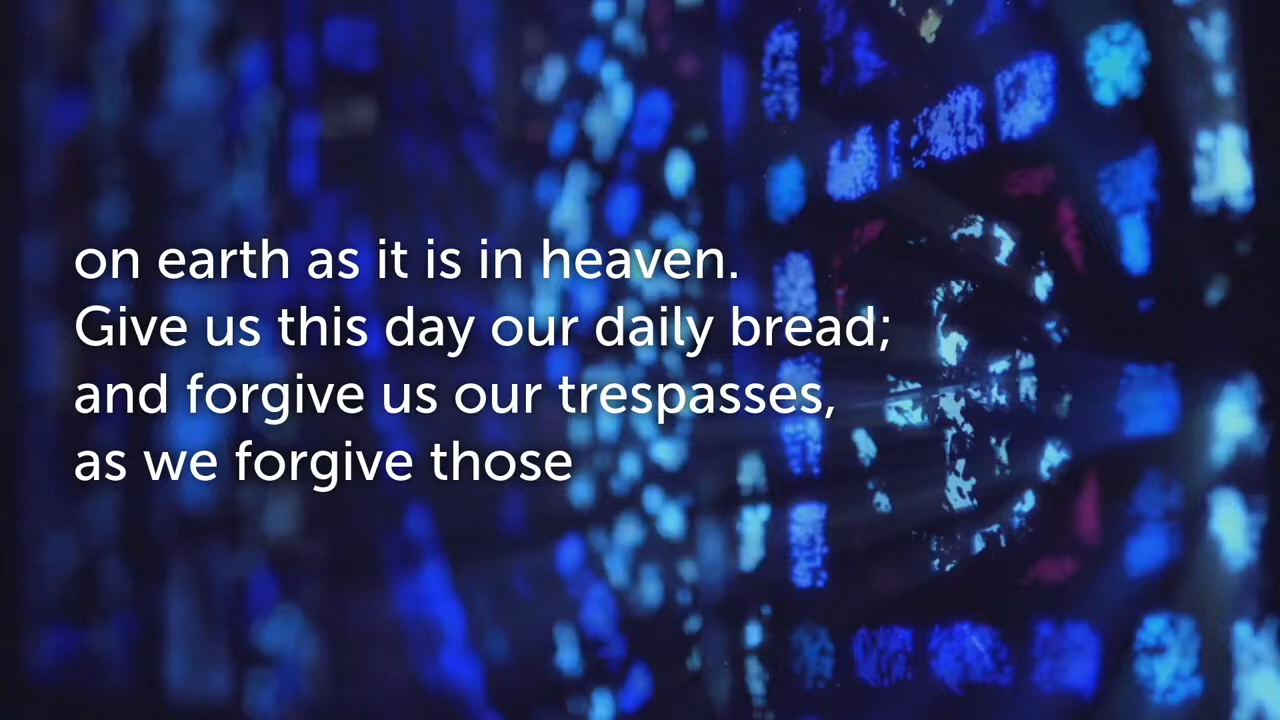 on earth as it is in heaven.
Give us this day our daily bread;
and forgive us our trespasses,
as we forgive those